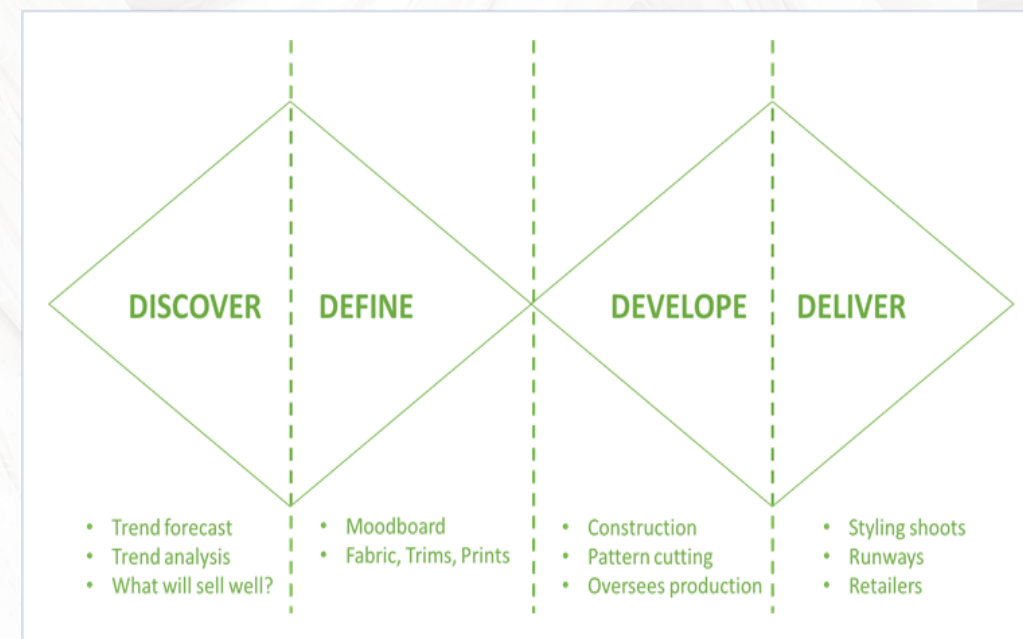 DISCOVER
DEFINE
DEVELOPE
DELIVER
• Trend forecast
• Trend analysis
• What will sell well?
• Moodboard
• Fabric, Trims, Prints
• Construction
• Pattern cutting
• Oversees production
• Styling shoots
• Runways
• Retailers